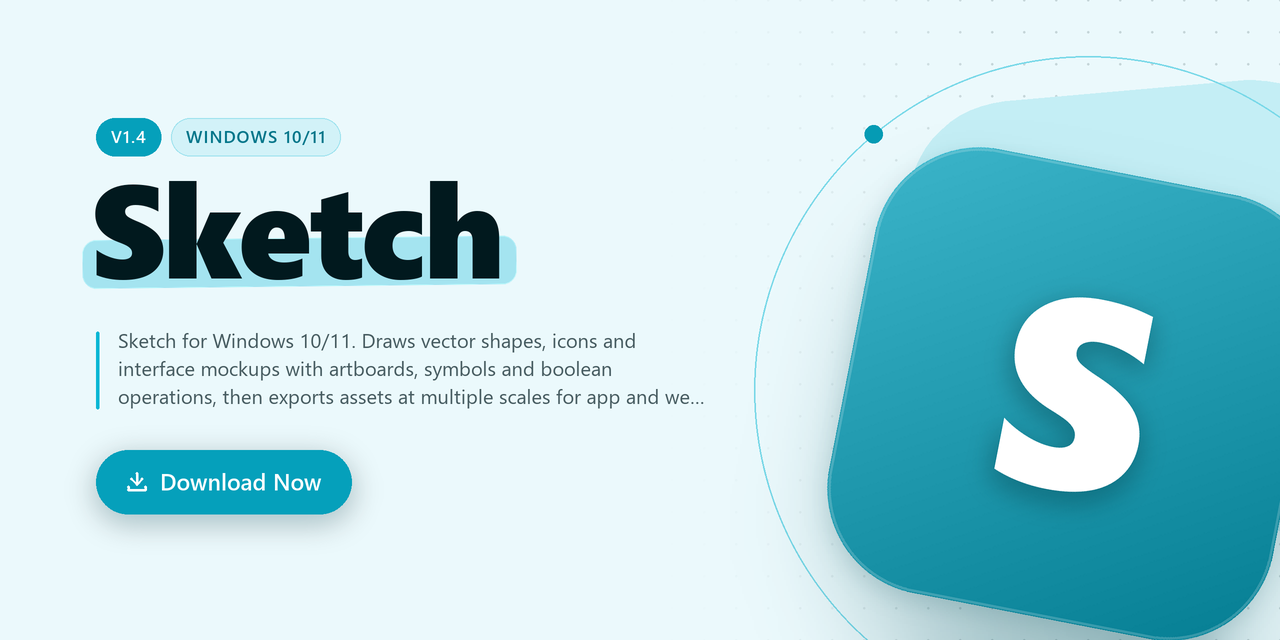 V1.4
WINDOWS 10/11
Sketch
Sketch for Windows 10/11. Draws vector shapes, icons and
interface mockups with artboards, symbols and boolean
operations, then exports assets at multiple scales for app and we...
Download Now
S